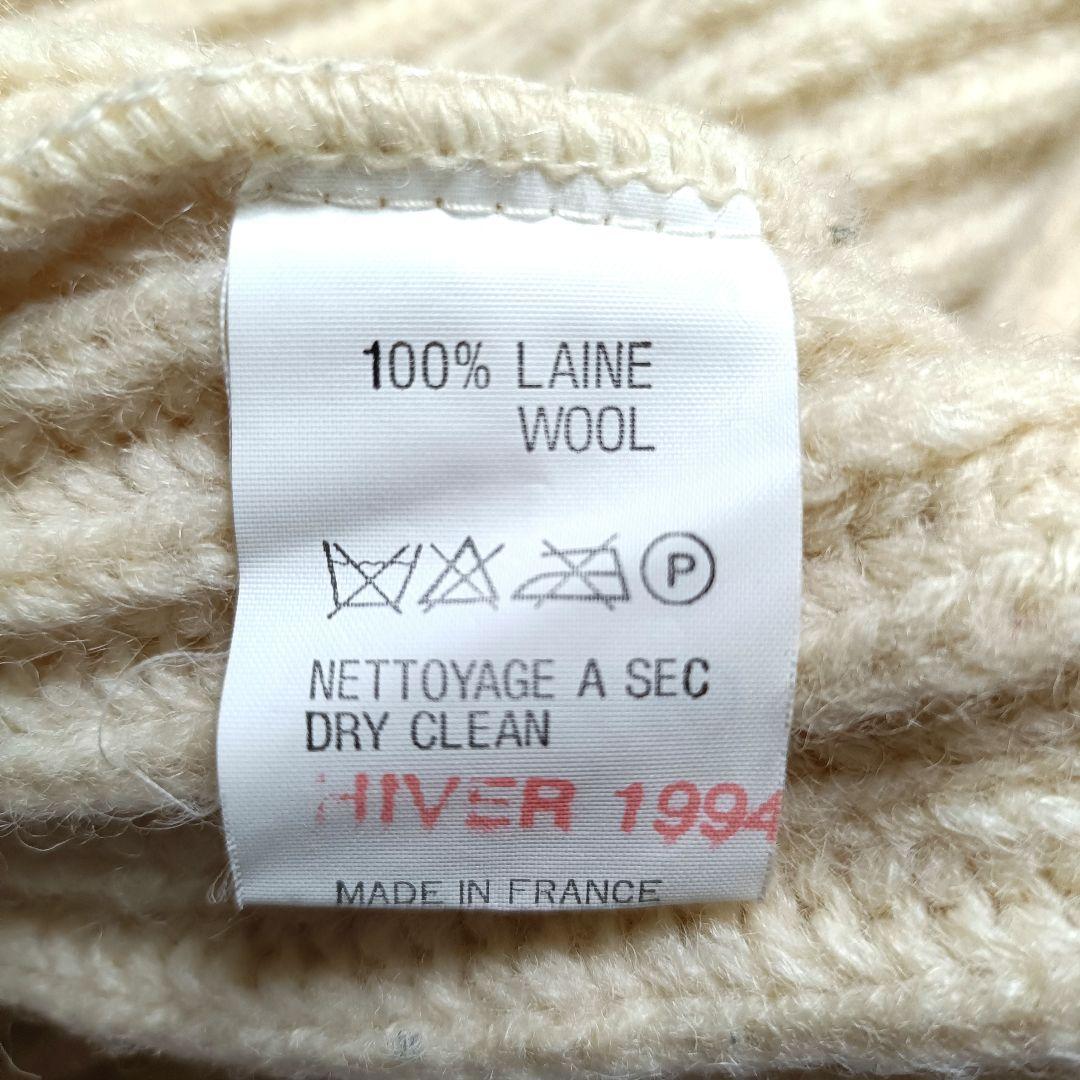 100% LAINE
WOOL
P
NETTOYAGE A SEC
DRY CLEAN
HIVER 1994
MADE IN FRANCE